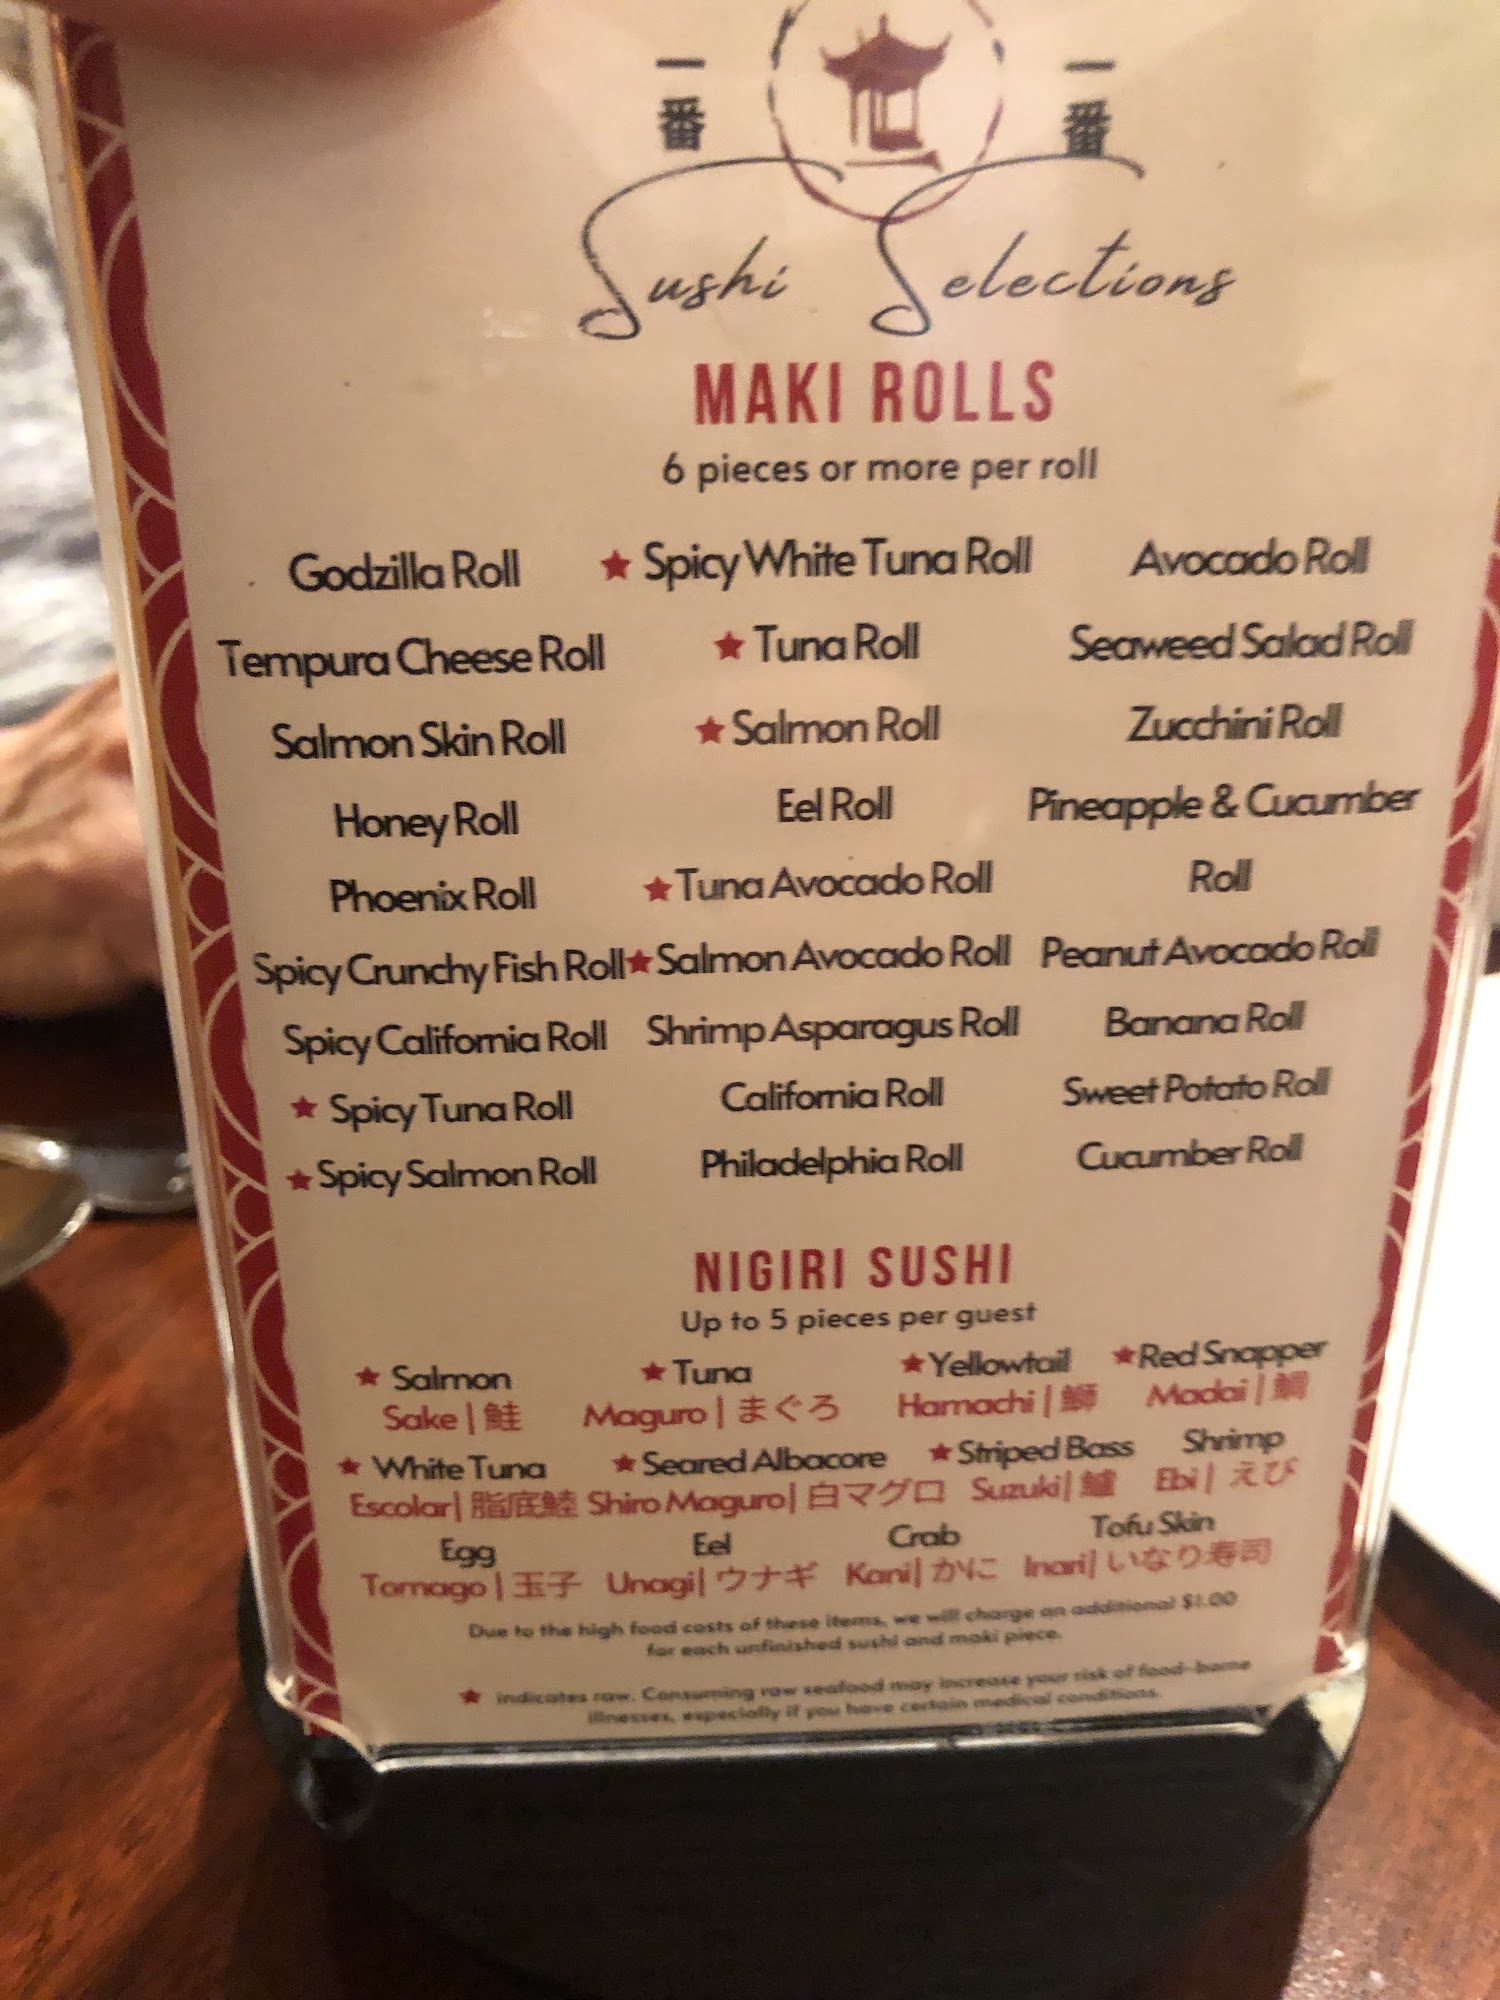 一番 一番
Sushi Selections
MAKI ROLLS
6 pieces or more per roll
Godzilla Roll ★ Spicy White Tuna Roll Avocado Roll
Tempura Cheese Roll ★ Tuna Roll Seaweed Salad Roll
Salmon Skin Roll ★ Salmon Roll Zucchini Roll
Honey Roll Eel Roll Pineapple & Cucumber
Phoenix Roll ★ Tuna Avocado Roll Roll
Spicy Crunchy Fish Roll ★ Salmon Avocado Roll Peanut Avocado Roll
Spicy California Roll Shrimp Asparagus Roll Banana Roll
★ Spicy Tuna Roll California Roll Sweet Potato Roll
★ Spicy Salmon Roll Philadelphia Roll Cucumber Roll
NIGIRI SUSHI
Up to 5 pieces per guest
★ Salmon ★ Tuna ★ Yellowtail ★ Red Snapper
Sake | 鮭 Maguro | まぐろ Hamachi | 鰤 Madai | 鯛
★ White Tuna ★ Seared Albacore ★ Striped Bass Shrimp
Escolar | 脂底鯥 Shiro Maguro | 白マグロ Suzuki | 鱸 Ebi | えび
Egg Eel Crab Tofu Skin
Tamago | 玉子 Unagi | ウナギ Kani | かに Inari | いなり寿司
Due to the high food costs of these items, we will charge an additional $1.00
for each unfinished sushi and maki piece.
★ indicates raw. Consuming raw seafood may increase your risk of food-borne
illnesses, especially if you have certain medical conditions.